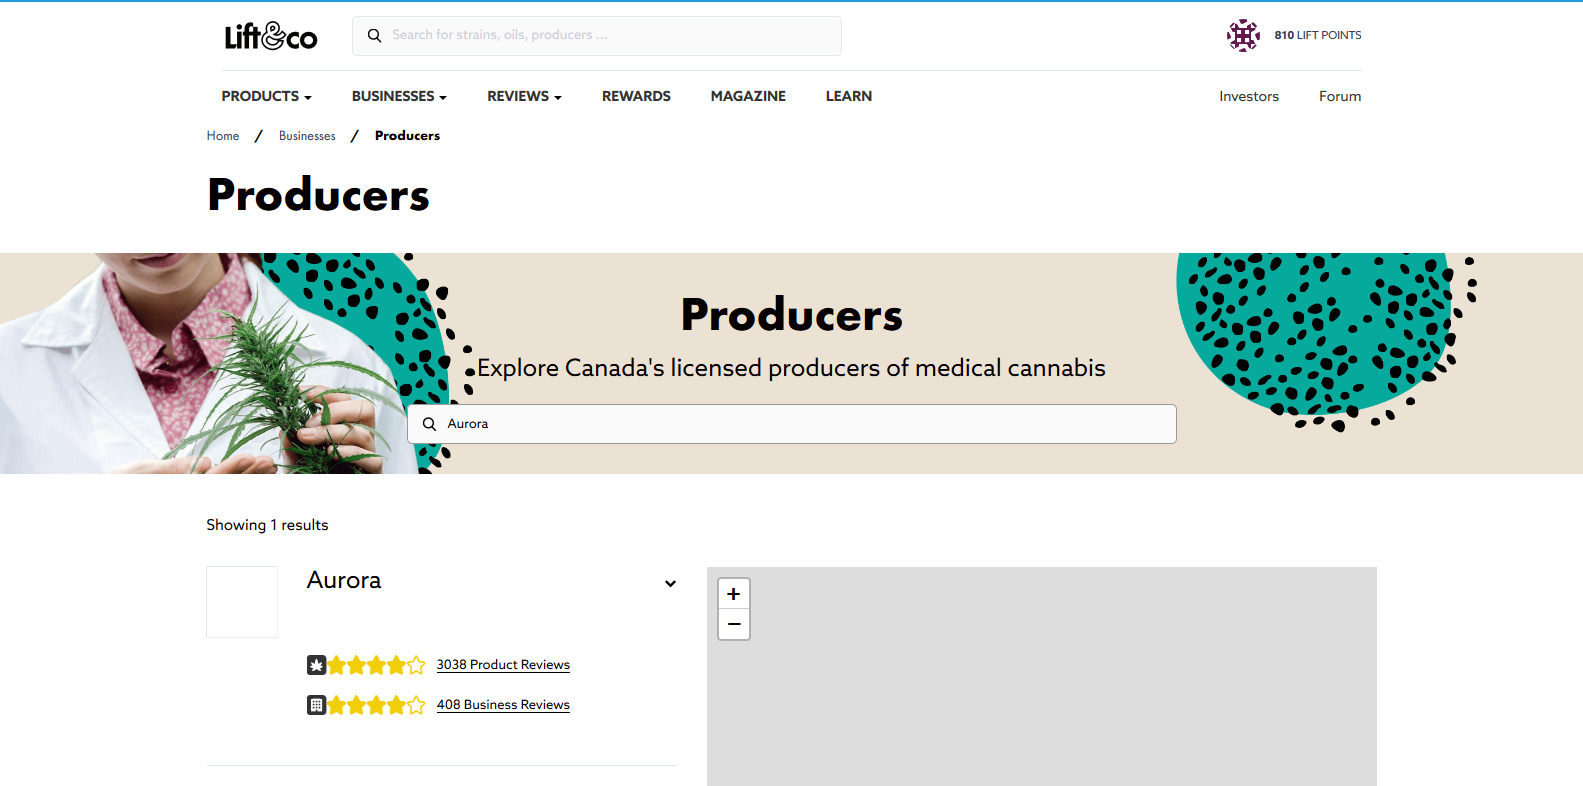 Lift&co
Search for strains, oils, producers ...
810 LIFT POINTS
PRODUCTS
BUSINESSES
REVIEWS
REWARDS
MAGAZINE
LEARN
Investors
Forum
Home / Businesses / Producers
Producers
Producers
Explore Canada's licensed producers of medical cannabis
Aurora
Showing 1 results
Aurora
3038 Product Reviews
408 Business Reviews
+
−